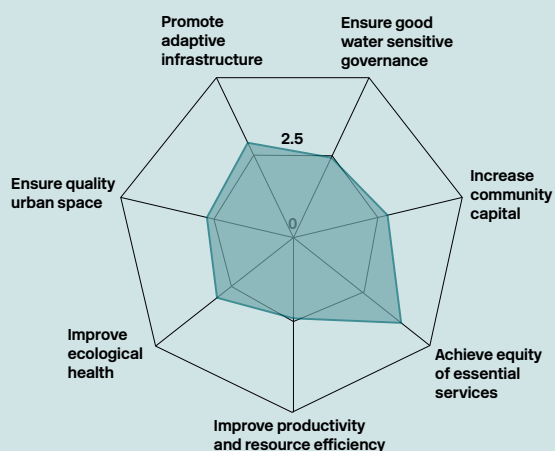 Promote
adaptive
infrastructure
Ensure good
water sensitive
governance
2.5
Increase
community
capital
Ensure quality
urban space
0
Improve
ecological
health
Achieve equity
of essential
services
Improve productivity
and resource efficiency